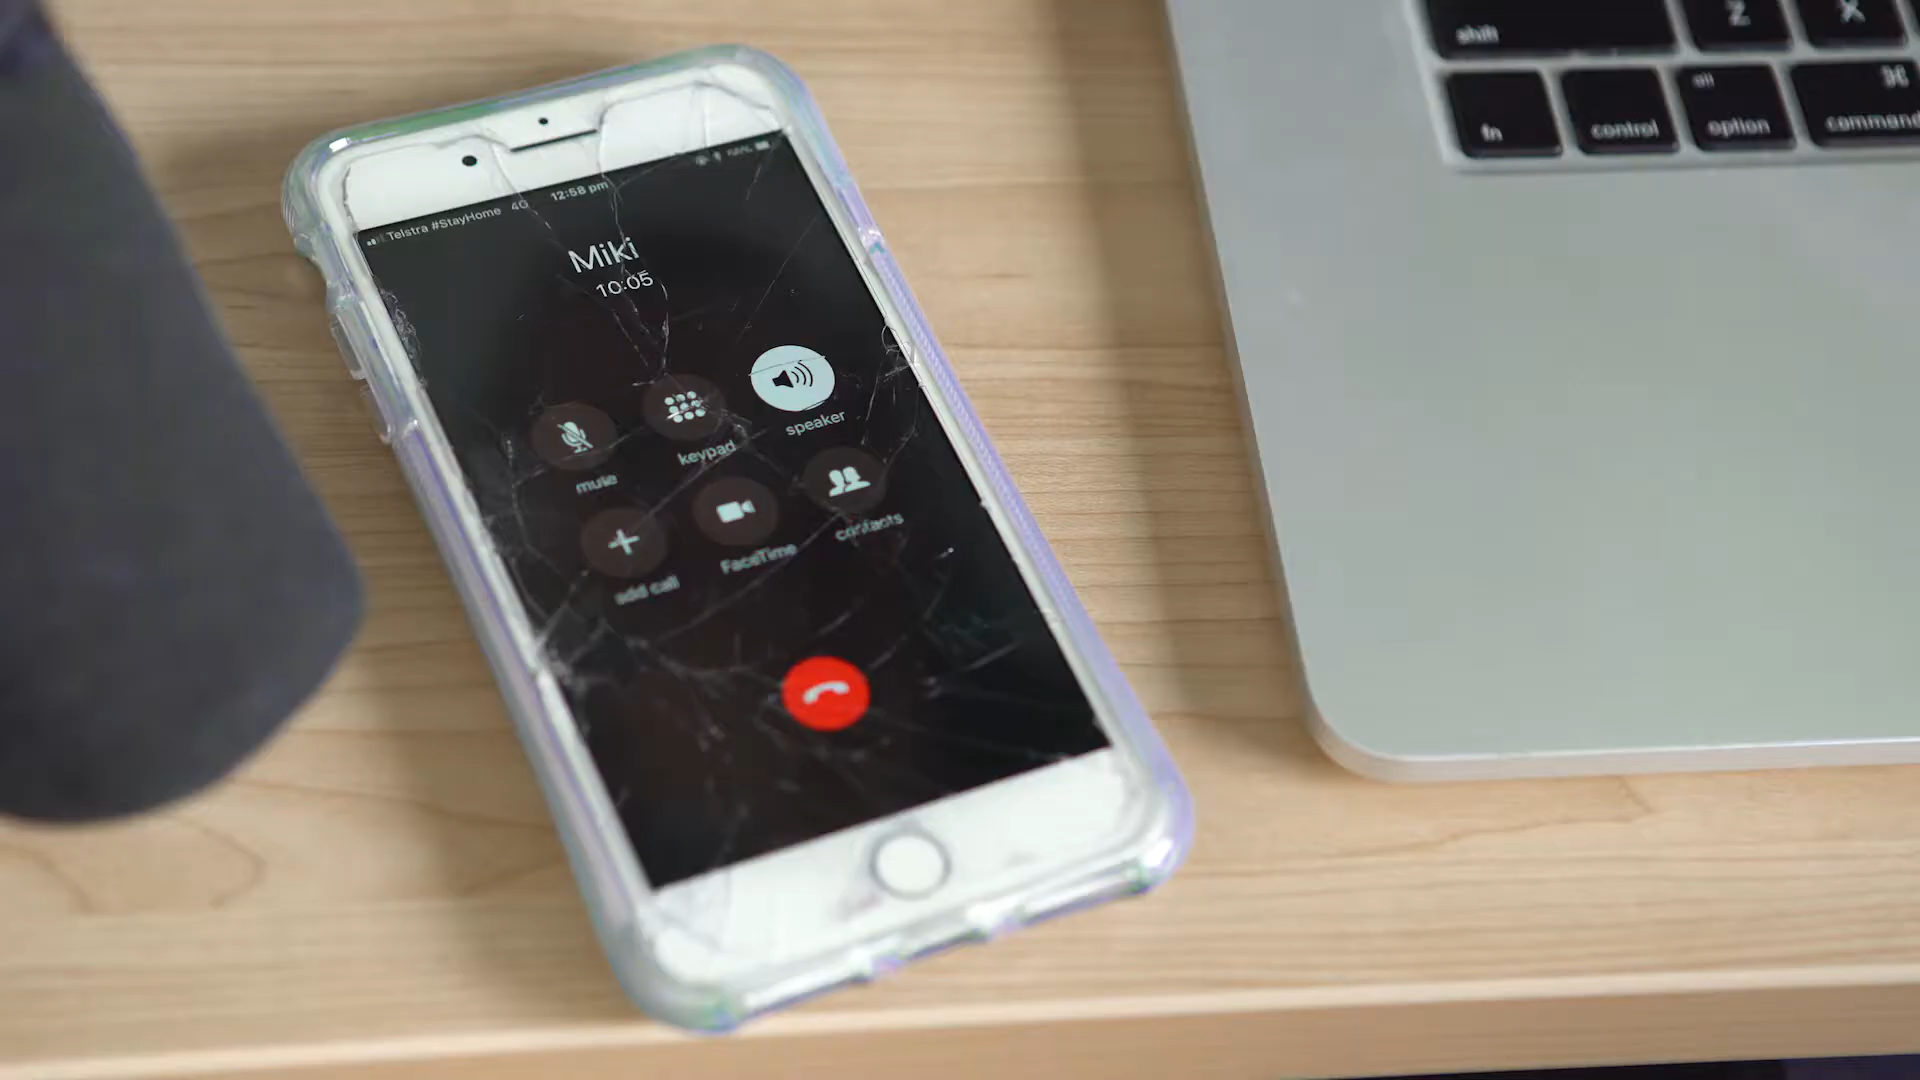 Telstra #StayHome 4G 12:58 pm
Miki
10:05
mute keypad speaker
add call FaceTime contacts
shift Z X
fn control alt option ⌘ command